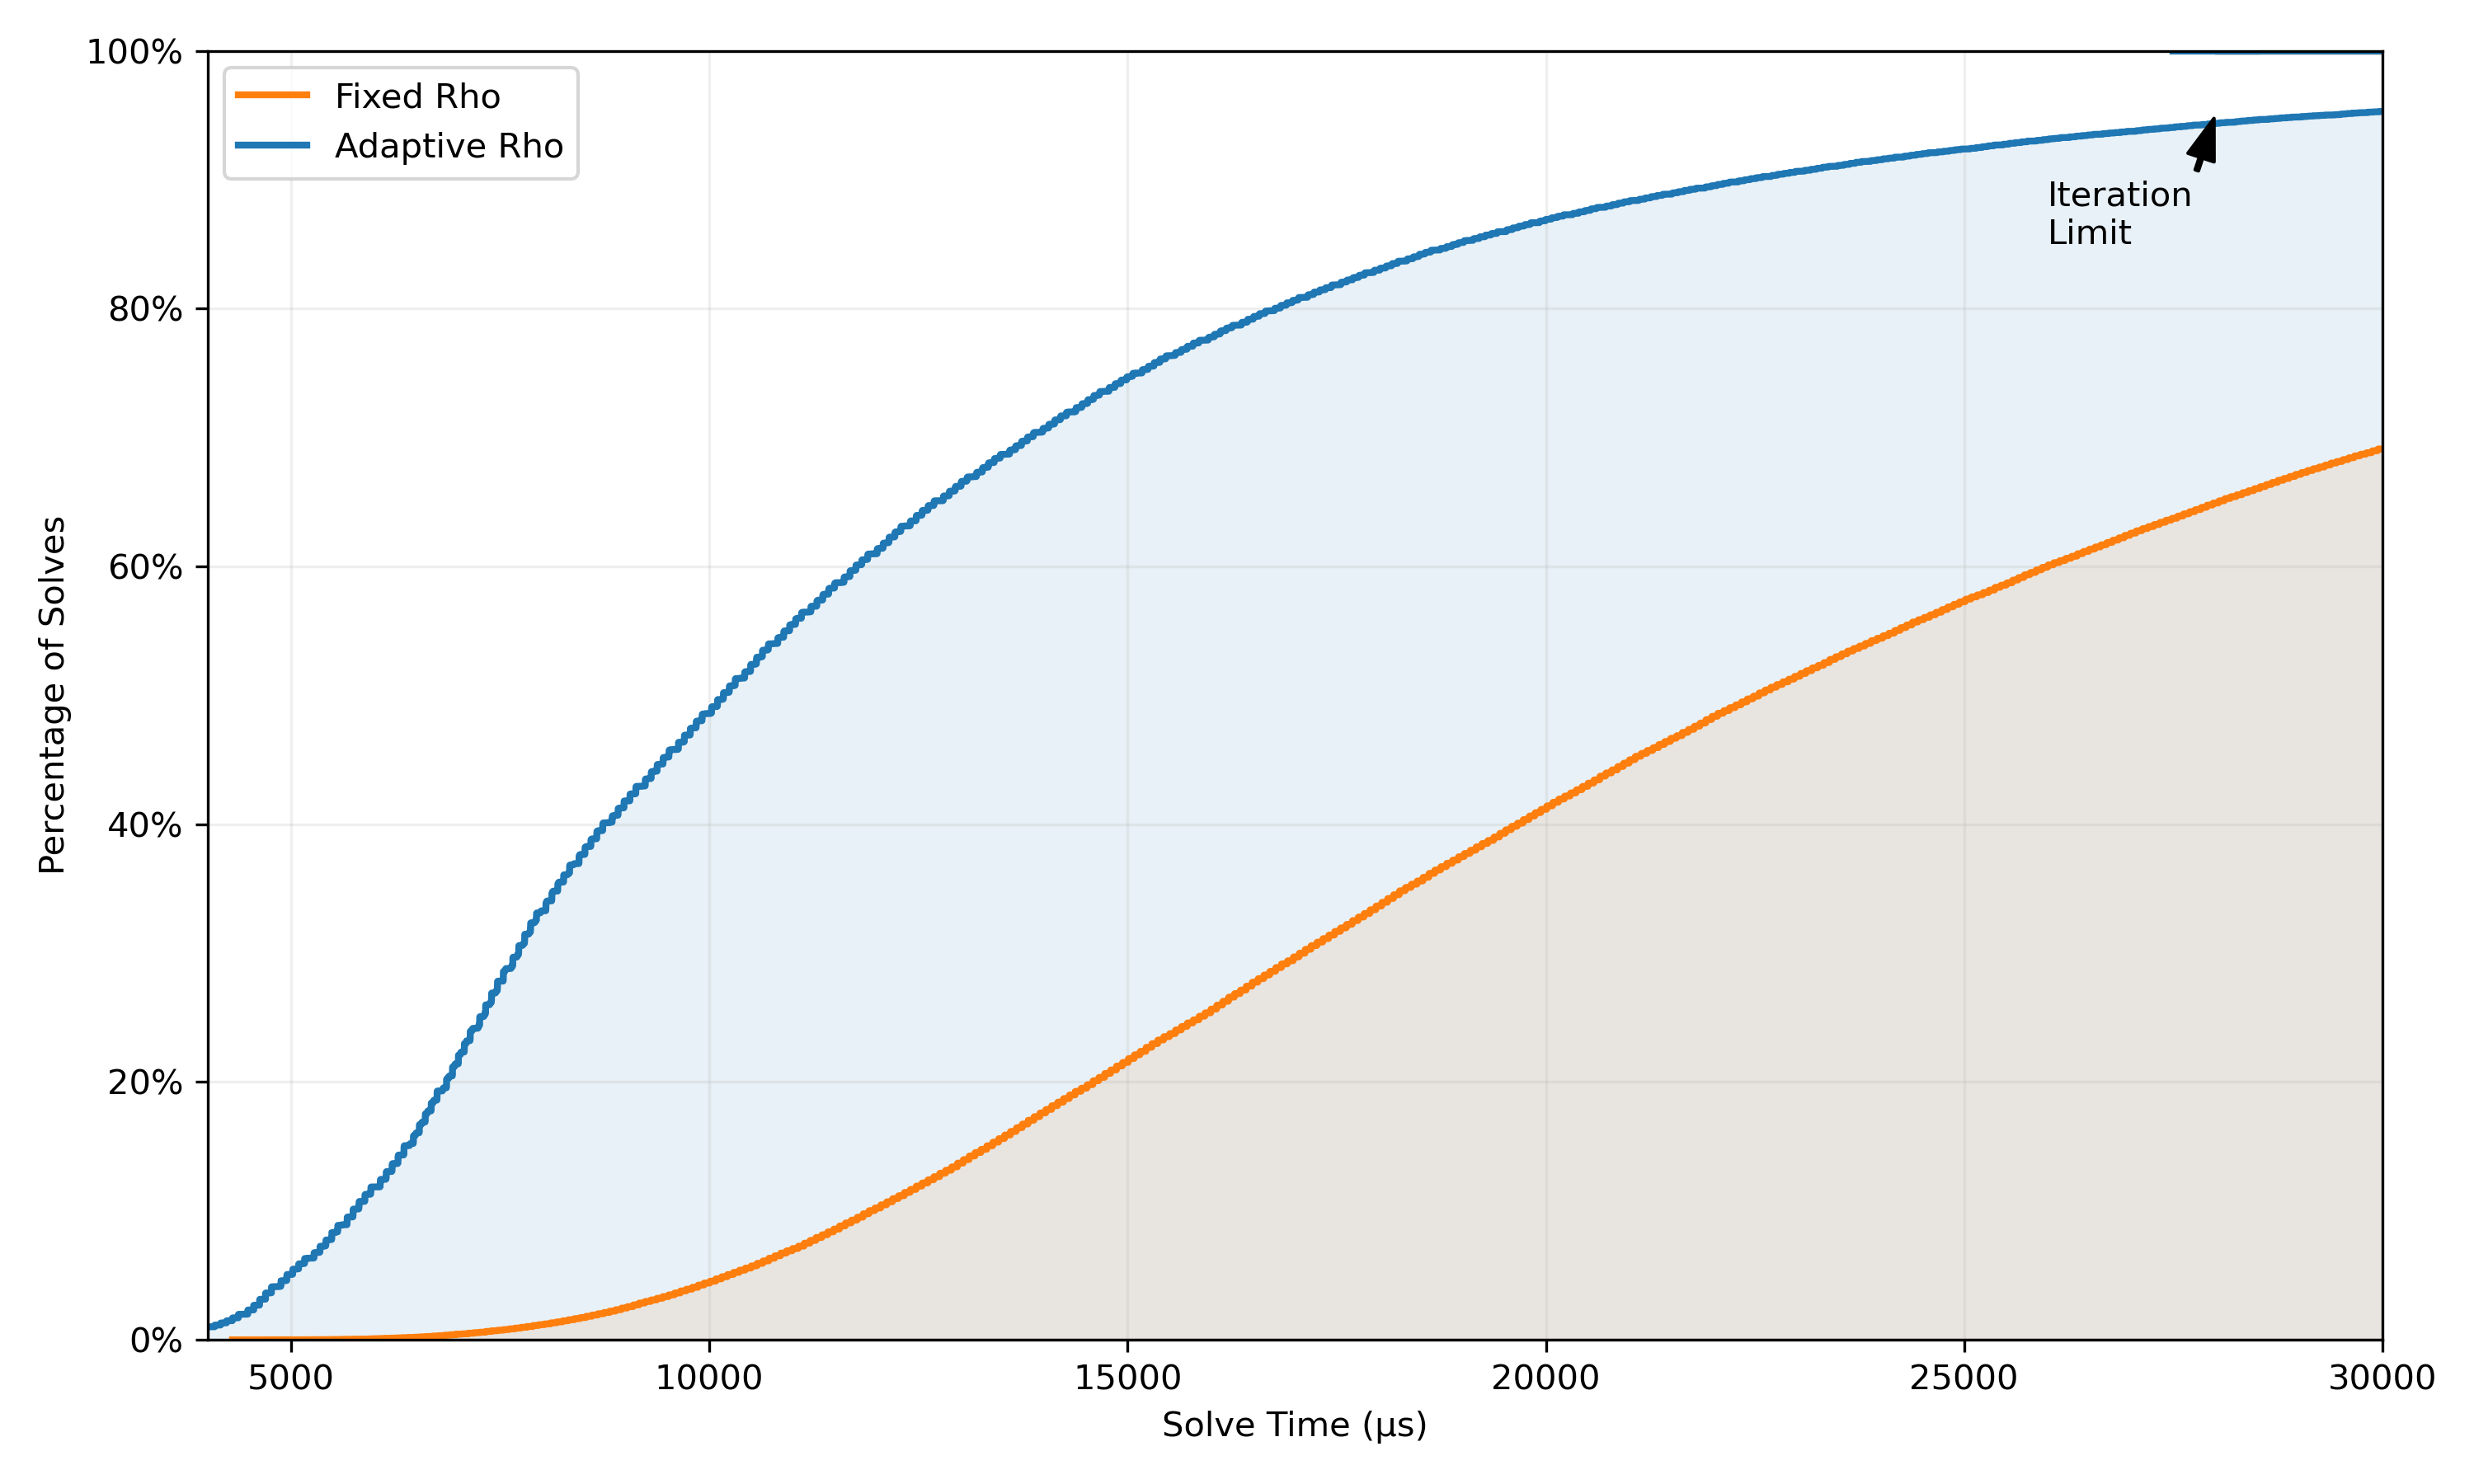 100%
80%
60%
40%
20%
0%
Percentage of Solves
Fixed Rho
Adaptive Rho
Iteration
Limit
5000
10000
15000
20000
25000
30000
Solve Time (µs)